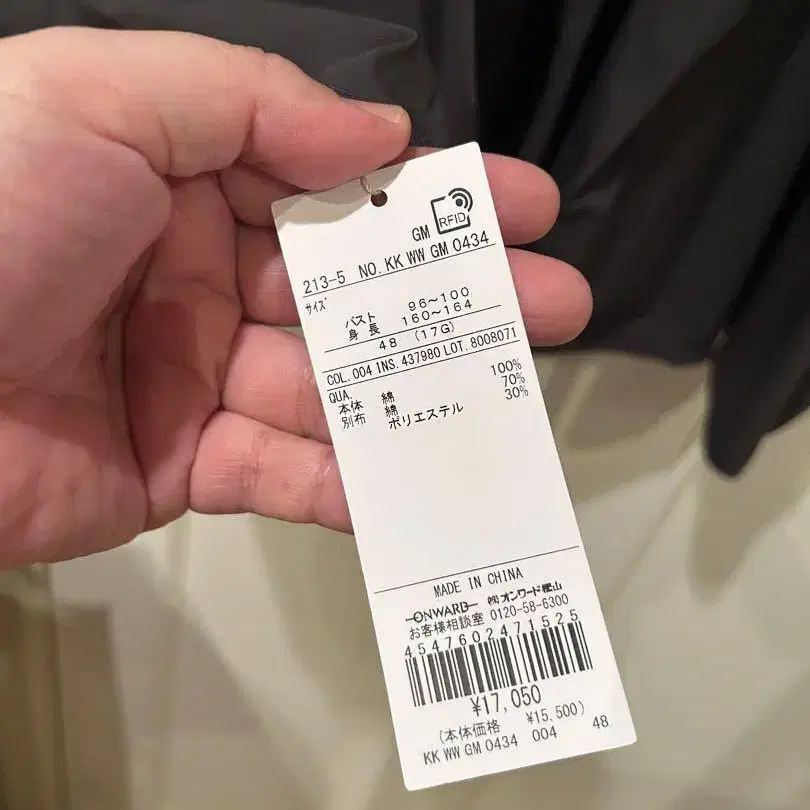 RFID
GM
213-5 NO. KK WW GM 0434
サイズ
バスト 96～100
身長 160～164
48 (17G)
COL. 004 INS. 437980 LOT. 8008071
QUA.
本体 綿 100%
別布 綿 70%
ポリエステル 30%
MADE IN CHINA
ONWARD ㈱オンワード樫山
お客様相談室 0120-58-6300
4547602471525
¥17,050
(本体価格 ¥15,500)
KK WW GM 0434 004 48